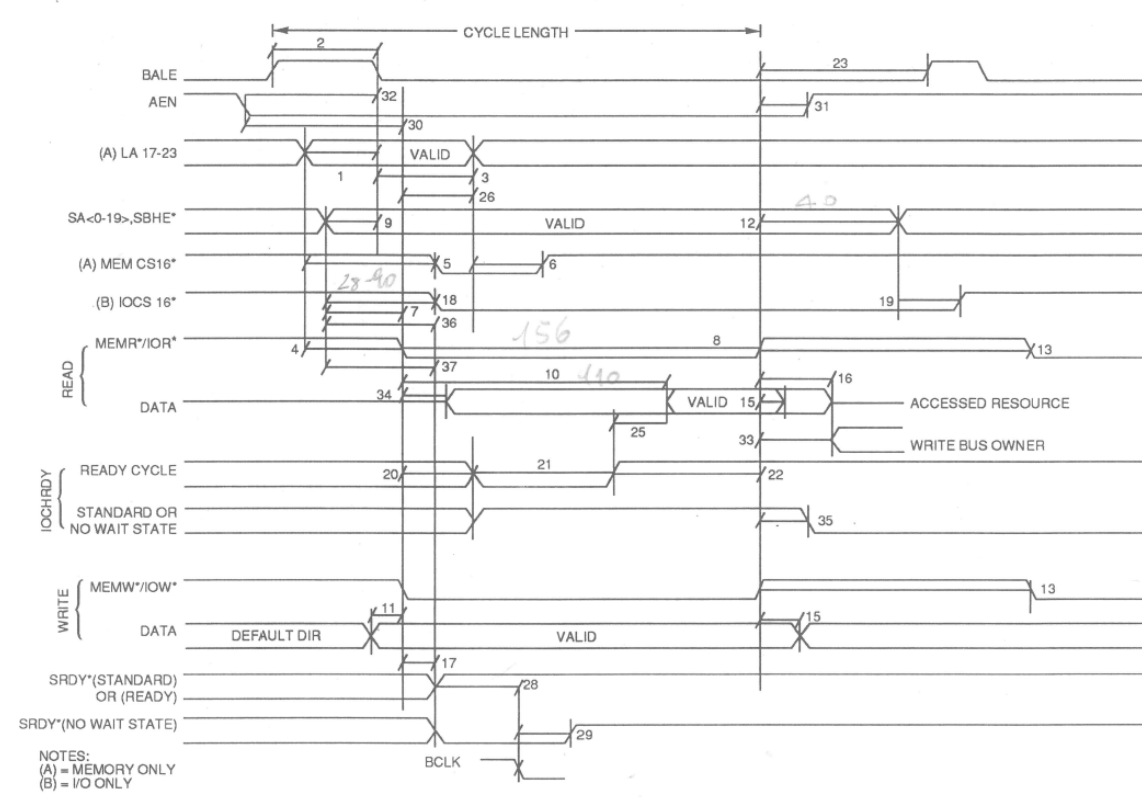 CYCLE LENGTH
2
23
BALE
32
AEN
31
30
(A) LA 17-23
VALID
1
3
26
40
SA<0-19>,SBHE*
9
VALID
12
(A) MEM CS16*
5
6
28-90
(B) IOCS 16*
18
19
7
36
156
MEMR*/IOR*
4
8
13
37
READ
10
110
16
34
DATA
VALID
15
ACCESSED RESOURCE
25
33
WRITE BUS OWNER
IOCHRDY
READY CYCLE
20
21
22
STANDARD OR
NO WAIT STATE
35
WRITE
MEMW*/IOW*
13
11
15
DATA
DEFAULT DIR
VALID
17
SRDY*(STANDARD)
OR (READY)
28
SRDY*(NO WAIT STATE)
29
BCLK
NOTES:
(A) = MEMORY ONLY
(B) = I/O ONLY